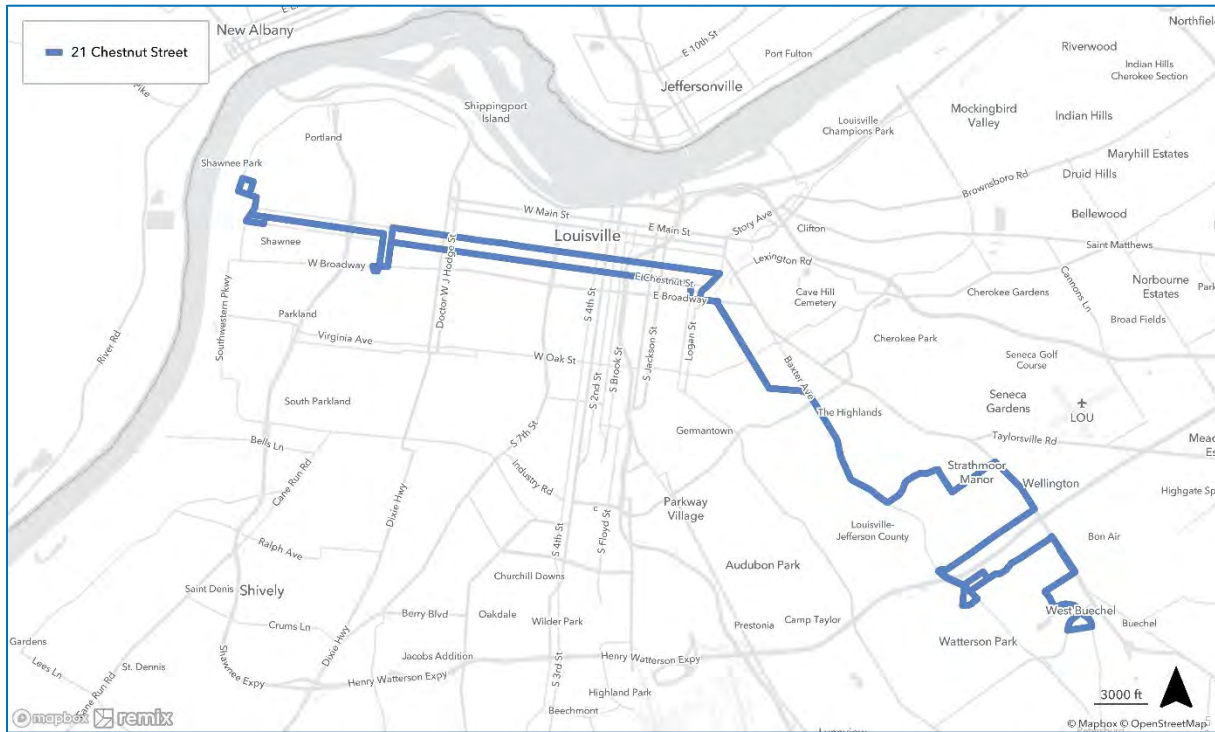 21 Chestnut Street
New Albany
E 10th St
Port Fulton
Northfield
Riverwood
Indian Hills
Cherokee Section
Jeffersonville
Shippingport
Island
Mockingbird
Valley
Indian Hills
Louisville
Champions Park
Portland
Maryhill Estates
Shawnee Park
Druid Hills
Brownsboro Rd
W Main St
E Main St
Story Ave
Clifton
Bellewood
Louisville
Saint Matthews
Shawnee
W Broadway
Doctor W J Hodge St
Lexington Rd
E Chestnut St
E Broadway
Cave Hill
Cemetery
Cherokee Gardens
Cannons Ln
Norbourne
Estates
Broad Fields
Southwestern Pkwy
Parkland
Virginia Ave
S 4th St
S Brook St
S Jackson St
Logan St
River Rd
W Oak St
S 2nd St
Baxter Ave
Cherokee Park
Seneca Golf
Course
South Parkland
Seneca
Gardens
LOU
The Highlands
Germantown
S 7th St
Taylorsville Rd
Bells Ln
Industry Rd
Cane Run Rd
Dixie Hwy
Strathmoor
Manor
Wellington
Highgate Sp
Parkway
Village
S 4th St
S Floyd St
Louisville-
Jefferson County
Bon Air
Ralph Ave
Audubon Park
Churchill Downs
Saint Denis
Shively
Berry Blvd
Oakdale
Wilder Park
Prestonia
Camp Taylor
West Buechel
Buechel
Watterson Park
Crums Ln
Gardens
Lees Ln
St. Dennis
Cane Run Rd
Shawnee Expy
Dixie Hwy
Jacobs Addition
S 3rd St
Henry Watterson Expy
Henry Watterson Expy
Highland Park
Beechmont
3000 ft
mapbox remix
© Mapbox © OpenStreetMap